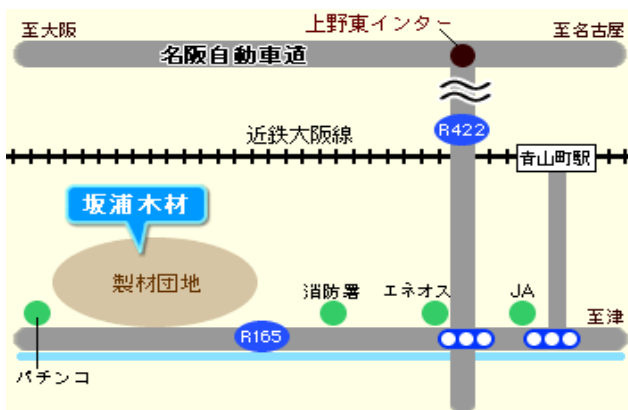 至大阪
上野東インター
至名古屋
名阪自動車道
R422
近鉄大阪線
青山町駅
坂浦木材
製材団地
消防署
エネオス
JA
至津
R165
パチンコ